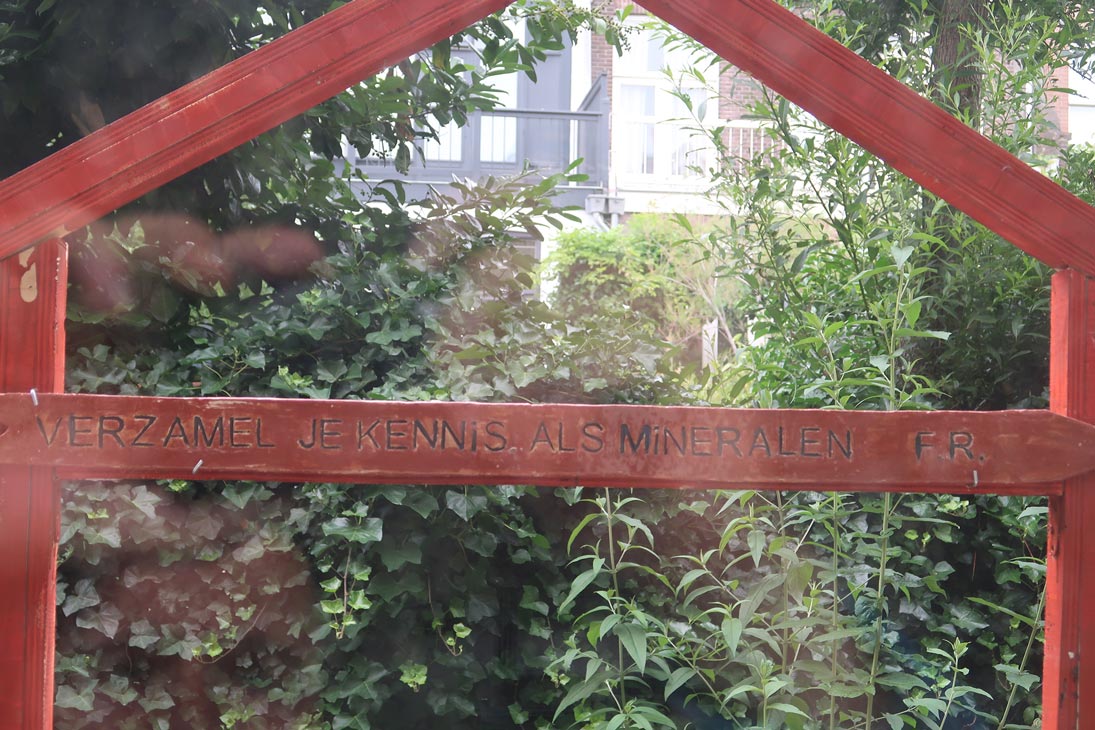 VERZAMEL JE KENNiS. ALS MiNERALEN F.R.